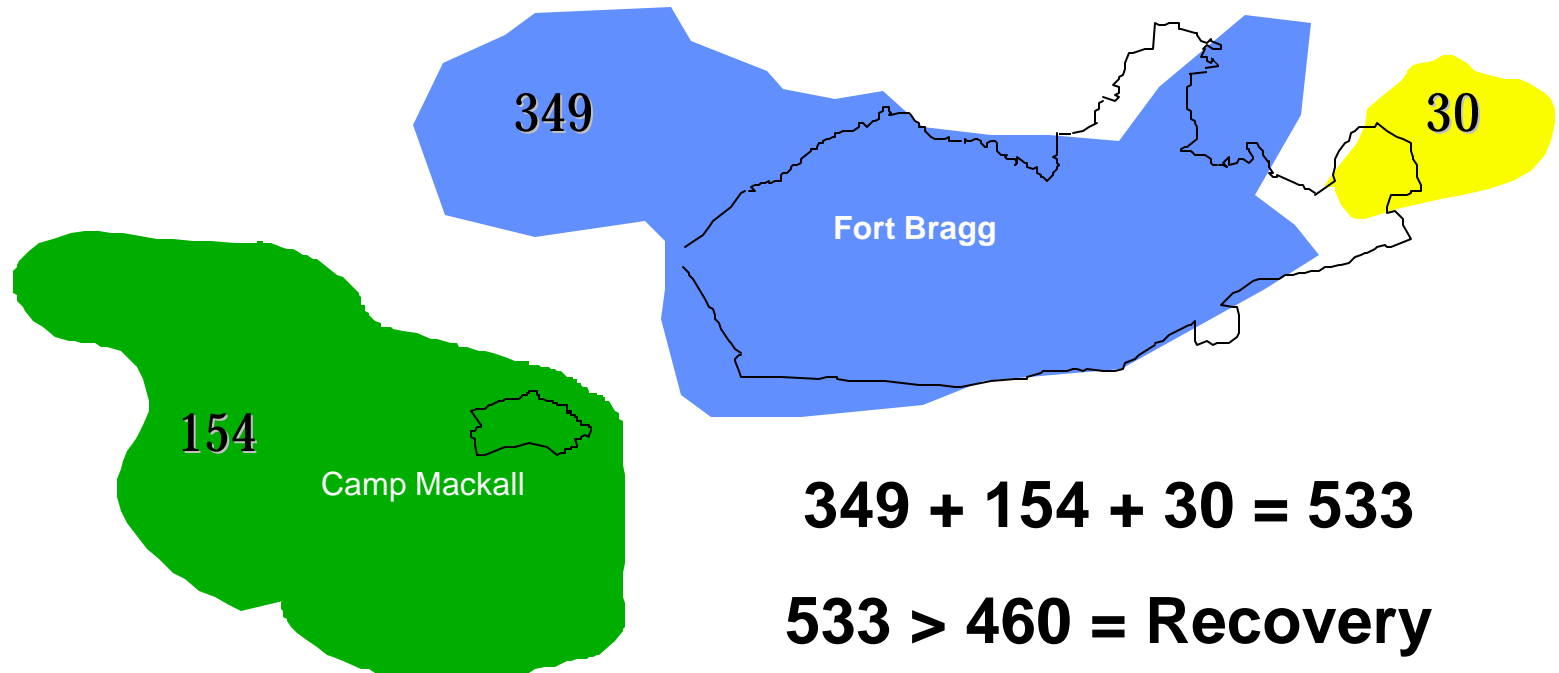 349
30
Fort Bragg
154
Camp Mackall
349 + 154 + 30 = 533
533 > 460 = Recovery